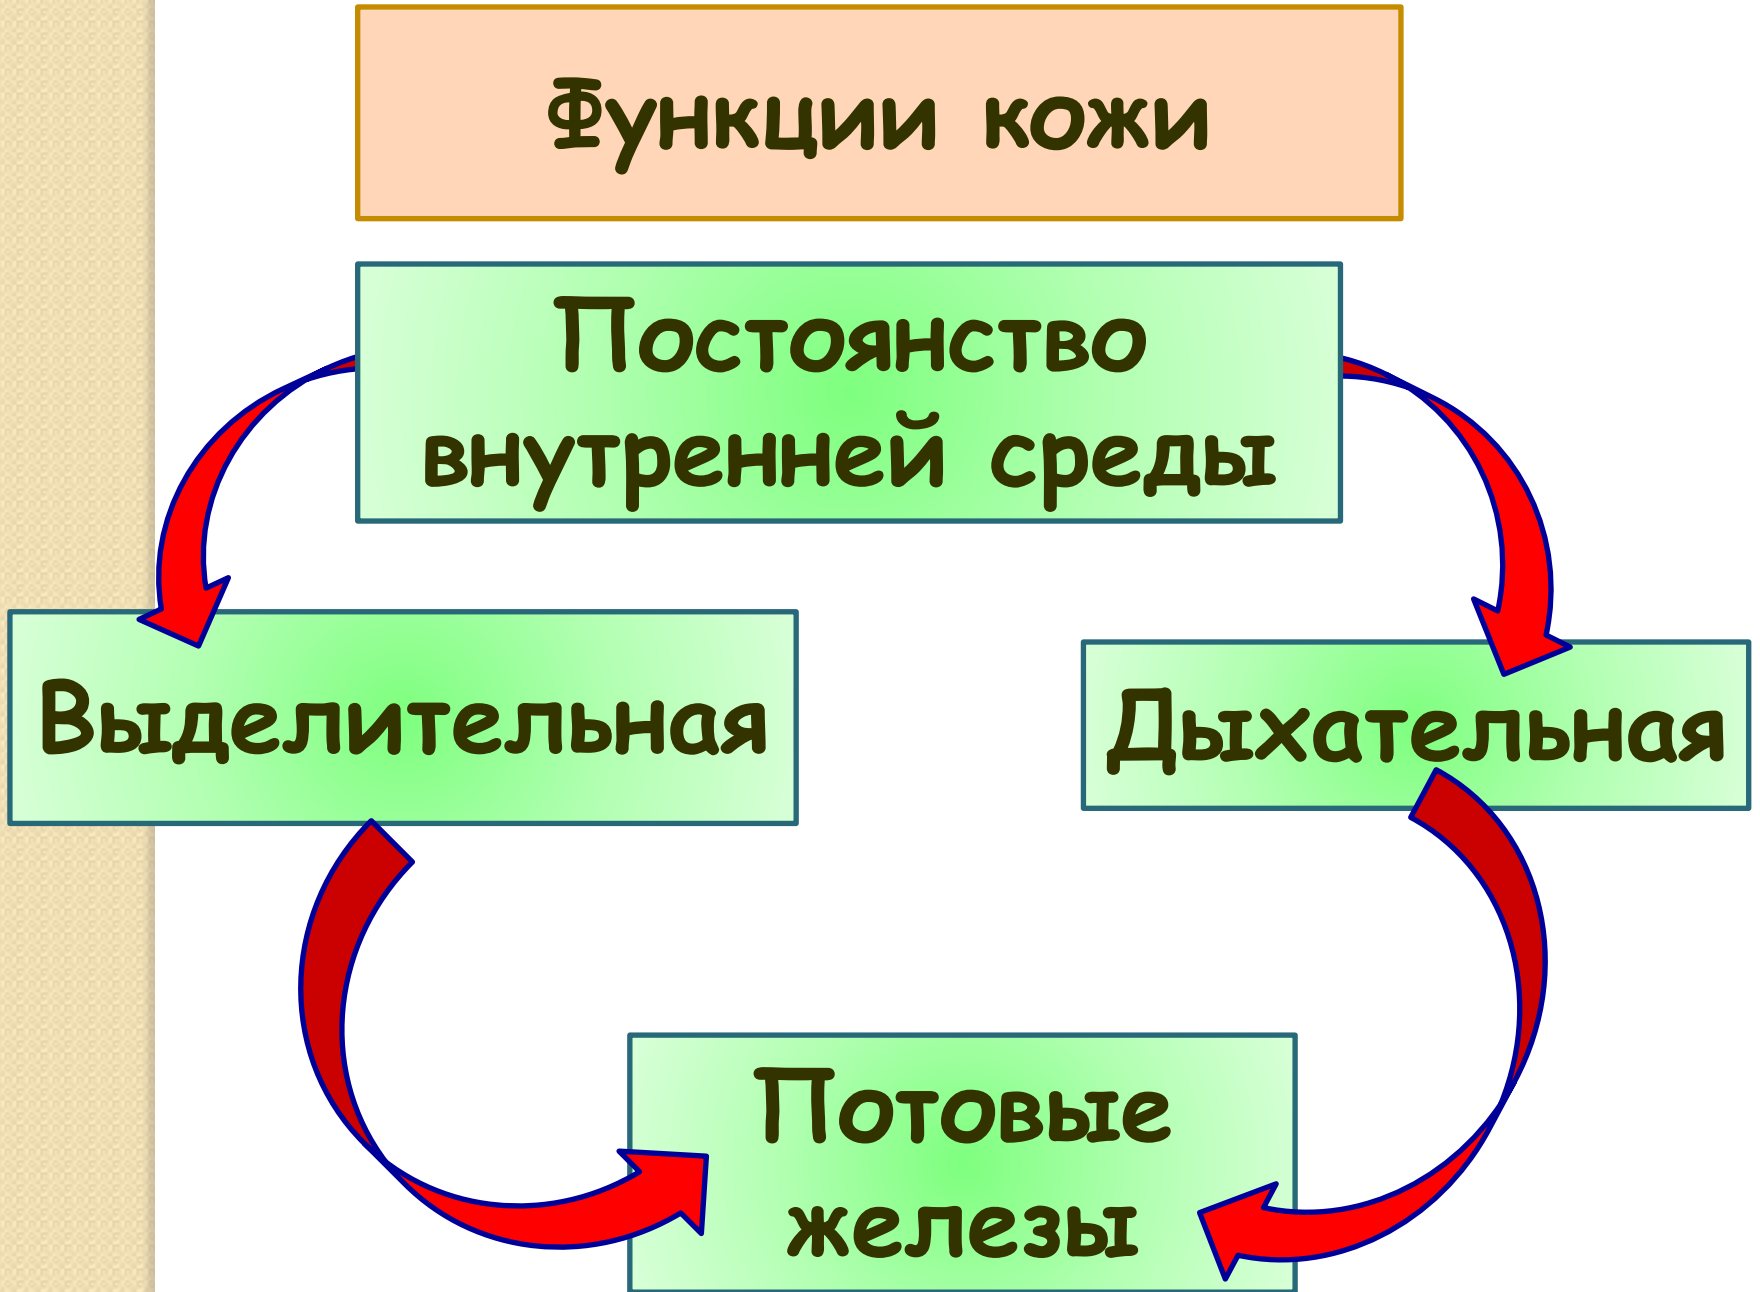 Функции кожи
Постоянство
внутренней среды
Выделительная
Дыхательная
Потовые
железы